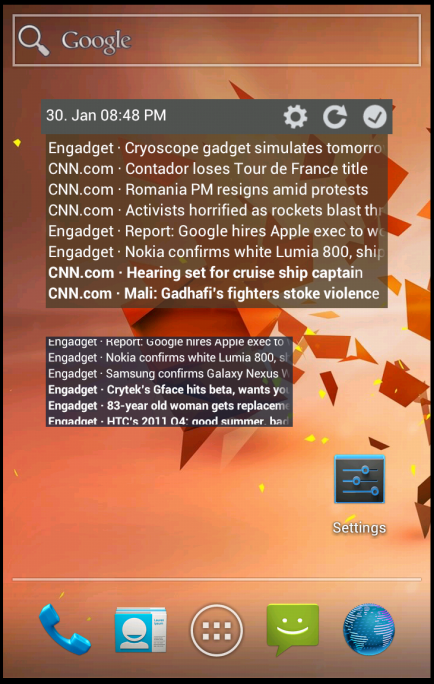 Google
30. Jan 08:48 PM
Engadget · Cryoscope gadget simulates tomorro
CNN.com · Contador loses Tour de France title
CNN.com · Romania PM resigns amid protests
CNN.com · Activists horrified as rockets blast thr
Engadget · Report: Google hires Apple exec to wo
Engadget · Nokia confirms white Lumia 800, ship
CNN.com · Hearing set for cruise ship captain
CNN.com · Mali: Gadhafi's fighters stoke violence
Engadget · Report: Google hires Apple exec to
Engadget · Nokia confirms white Lumia 800, sh
Engadget · Samsung confirms Galaxy Nexus W
Engadget · Crytek's Gface hits beta, wants you
Engadget · 83-year old woman gets replaceme
Engadget · HTC's 2011 Q4: good summer, bad
Settings